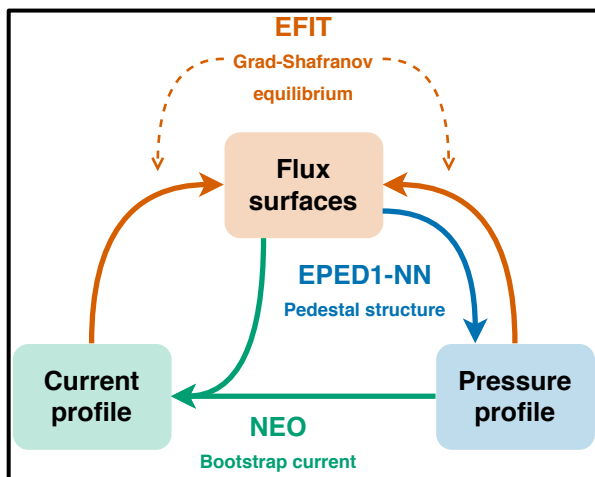 EFIT
Grad-Shafranov
equilibrium
Flux
surfaces
EPED1-NN
Pedestal structure
Current
profile
Pressure
profile
NEO
Bootstrap current